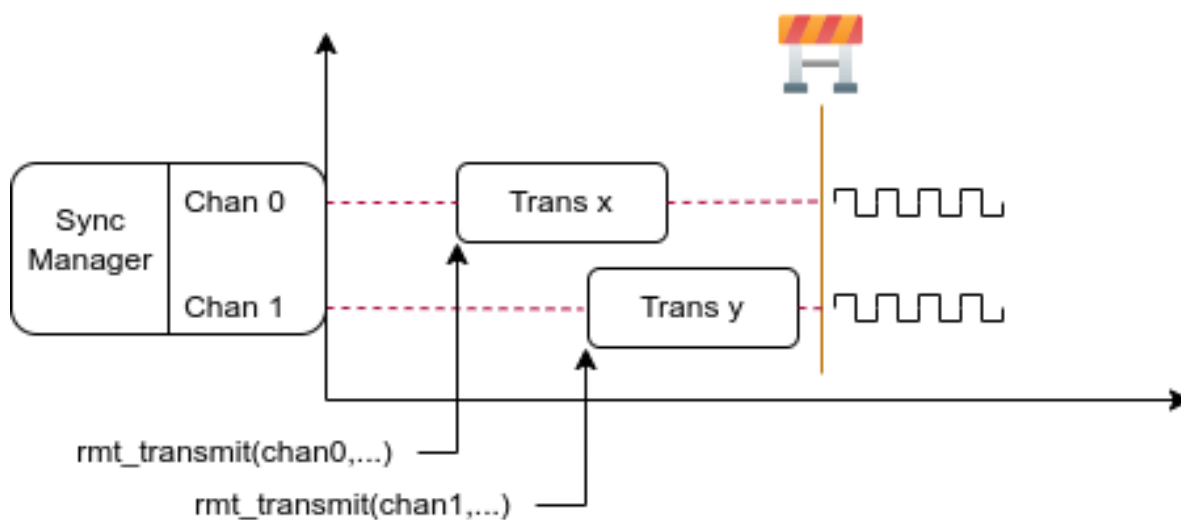 Sync
Manager
Chan 0
Trans x
Chan 1
Trans y
rmt_transmit(chan0,...)
rmt_transmit(chan1,...)